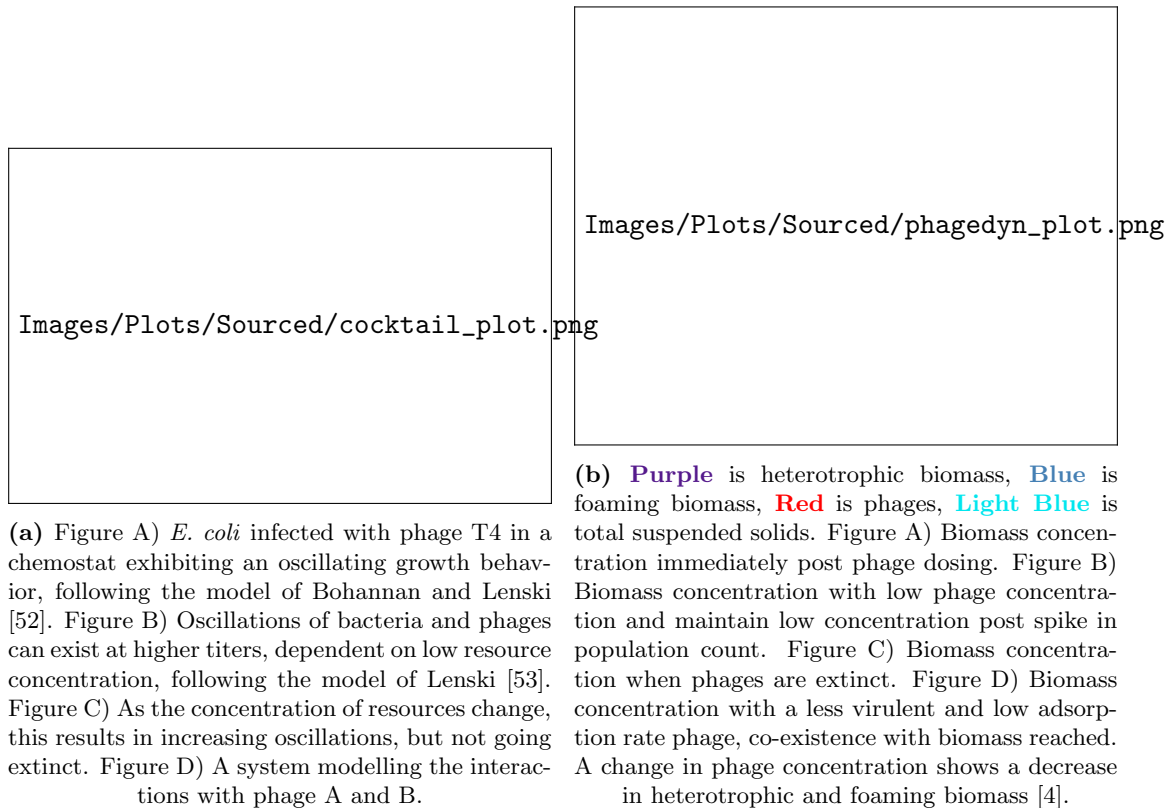 Images/Plots/Sourced/cocktail_plot.png
(a) Figure A) E. coli infected with phage T4 in a
chemostat exhibiting an oscillating growth behav-
ior, following the model of Bohannan and Lenski
[52]. Figure B) Oscillations of bacteria and phages
can exist at higher titers, dependent on low resource
concentration, following the model of Lenski [53].
Figure C) As the concentration of resources change,
this results in increasing oscillations, but not going
extinct. Figure D) A system modelling the interac-
tions with phage A and B.
Images/Plots/Sourced/phagedyn_plot.png
(b) Purple is heterotrophic biomass, Blue is
foaming biomass, Red is phages, Light Blue is
total suspended solids. Figure A) Biomass concen-
tration immediately post phage dosing. Figure B)
Biomass concentration with low phage concentra-
tion and maintain low concentration post spike in
population count. Figure C) Biomass concentra-
tion when phages are extinct. Figure D) Biomass
concentration with a less virulent and low adsorp-
tion rate phage, co-existence with biomass reached.
A change in phage concentration shows a decrease
in heterotrophic and foaming biomass [4].